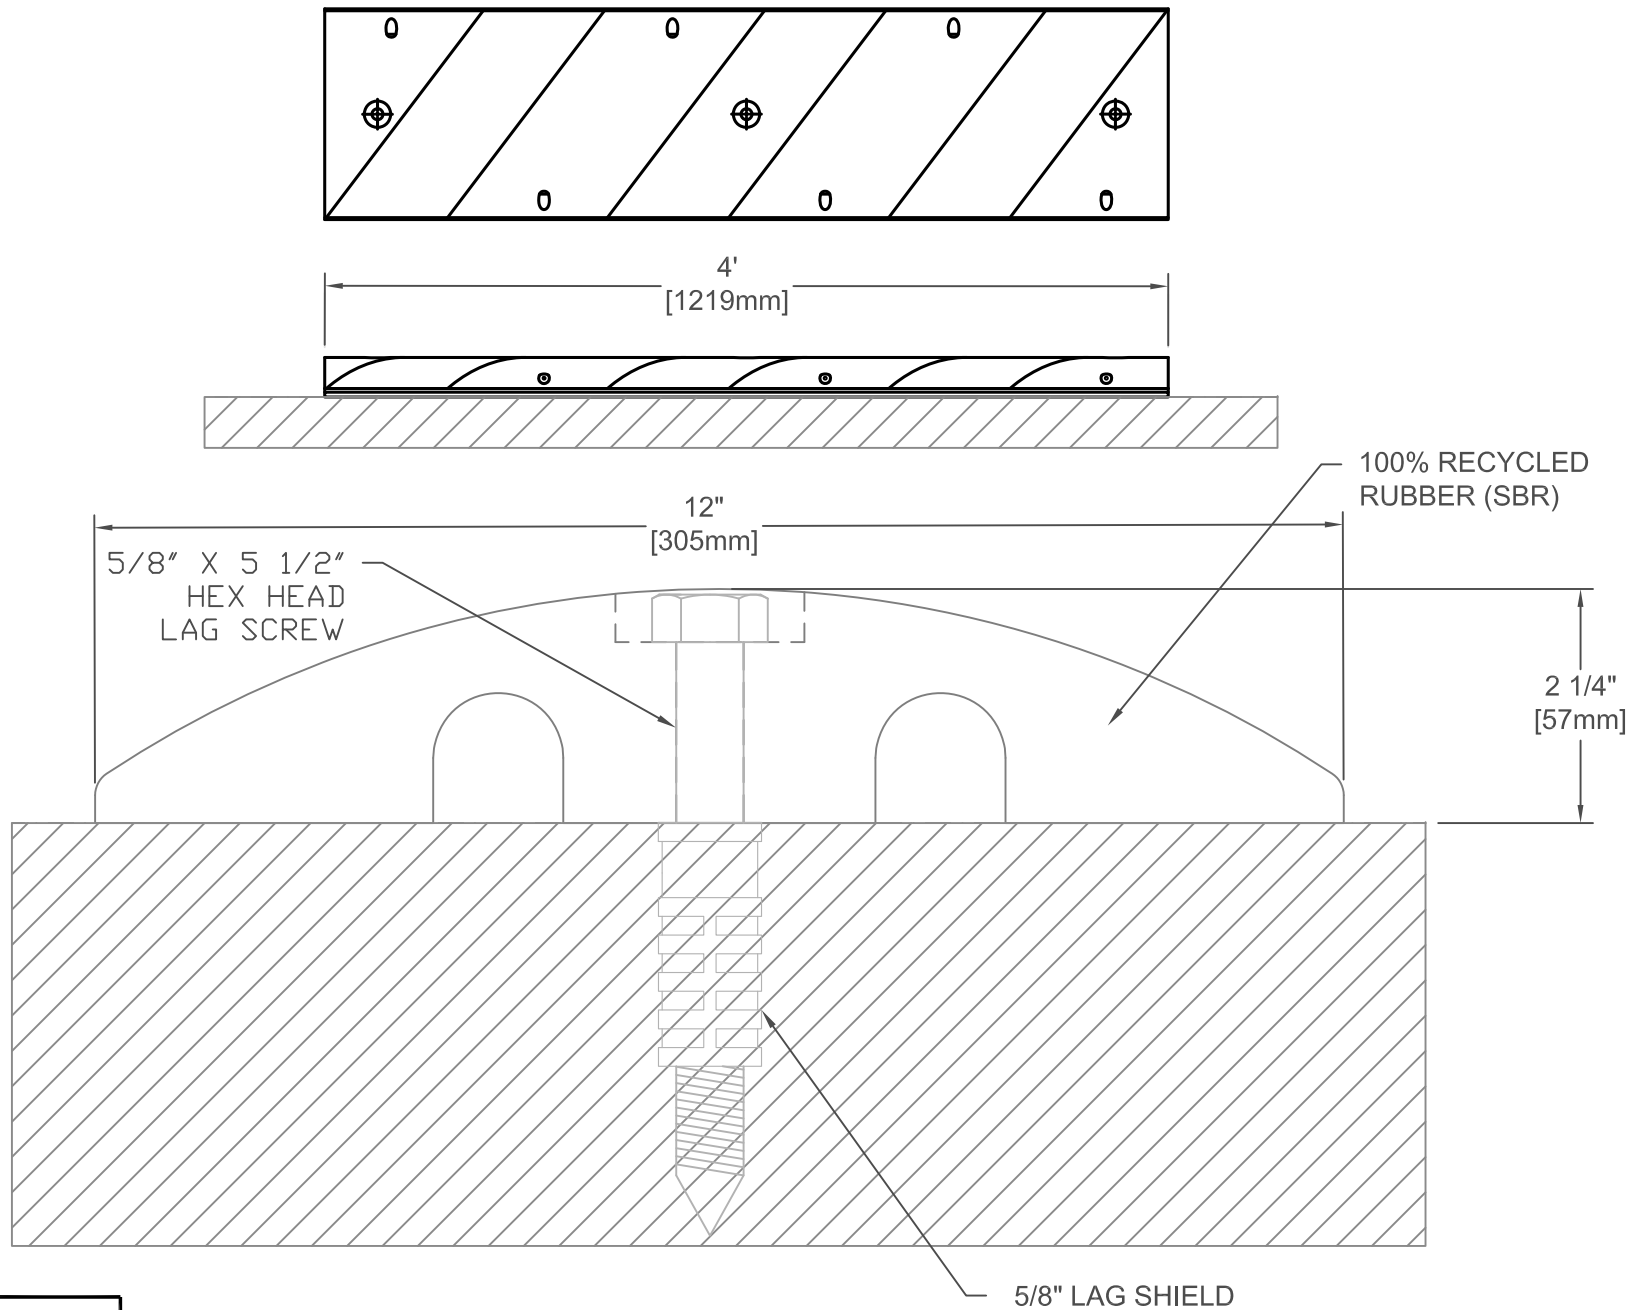 4'
[1219mm]
100% RECYCLED
RUBBER (SBR)
12"
[305mm]
5/8" X 5 1/2"
HEX HEAD
LAG SCREW
2 1/4"
[57mm]
5/8" LAG SHIELD